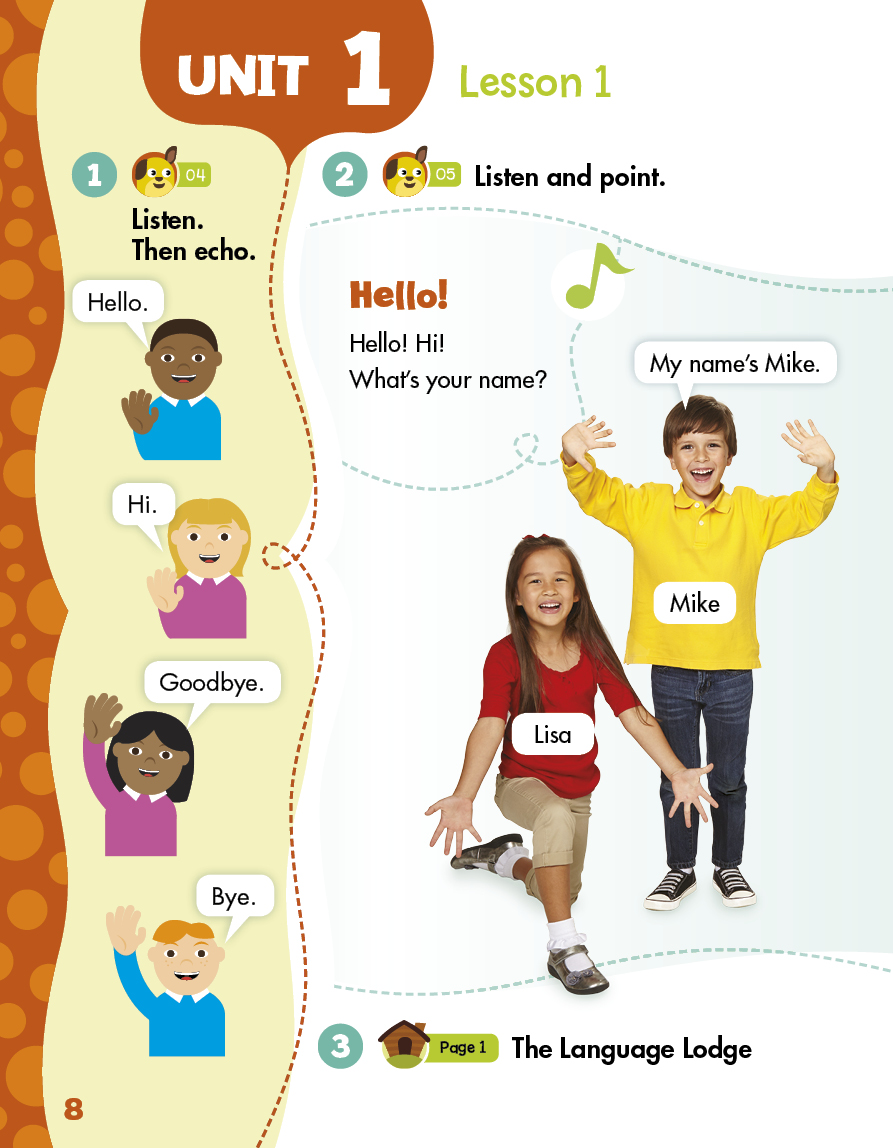 UNIT 1
Lesson 1
1
04
Listen.
Then echo.
Hello.
Hi.
Goodbye.
Bye.
2
05
Listen and point.
Hello!
Hello! Hi!
What's your name?
My name's Mike.
Mike
Lisa
3
Page 1
The Language Lodge
8